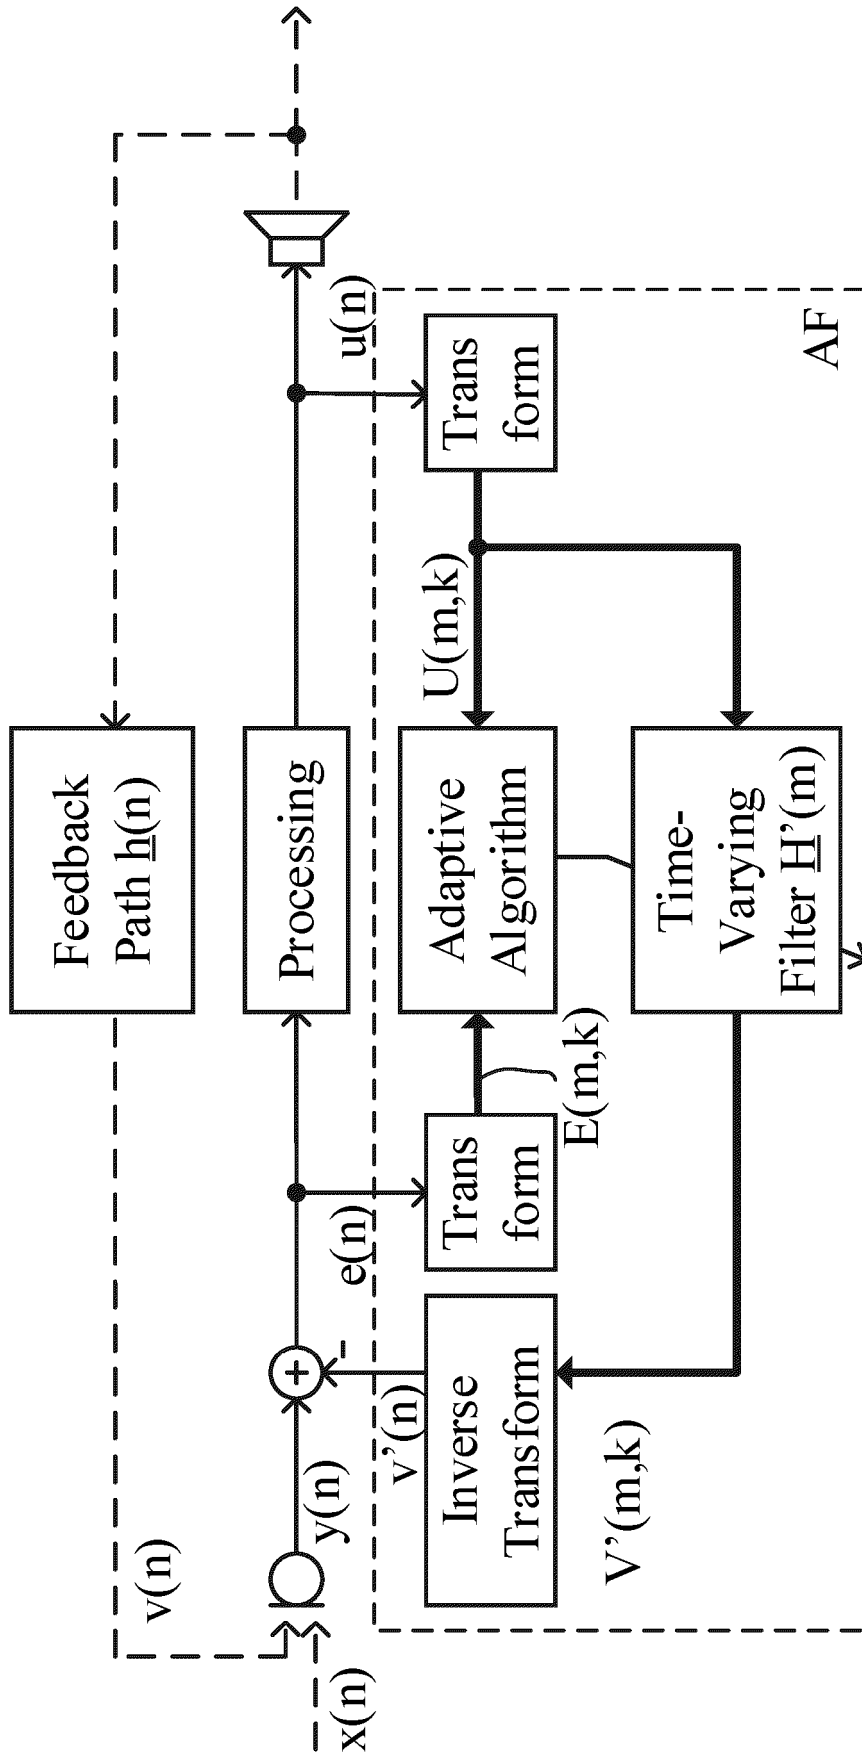 Feedback
Path h(n)
v(n)
x(n)
y(n)
+
-
e(n)
Processing
u(n)
v'(n)
Inverse
Transform
Trans
form
E(m,k)
Adaptive
Algorithm
U(m,k)
Trans
form
V'(m,k)
Time-
Varying
Filter H'(m)
AF